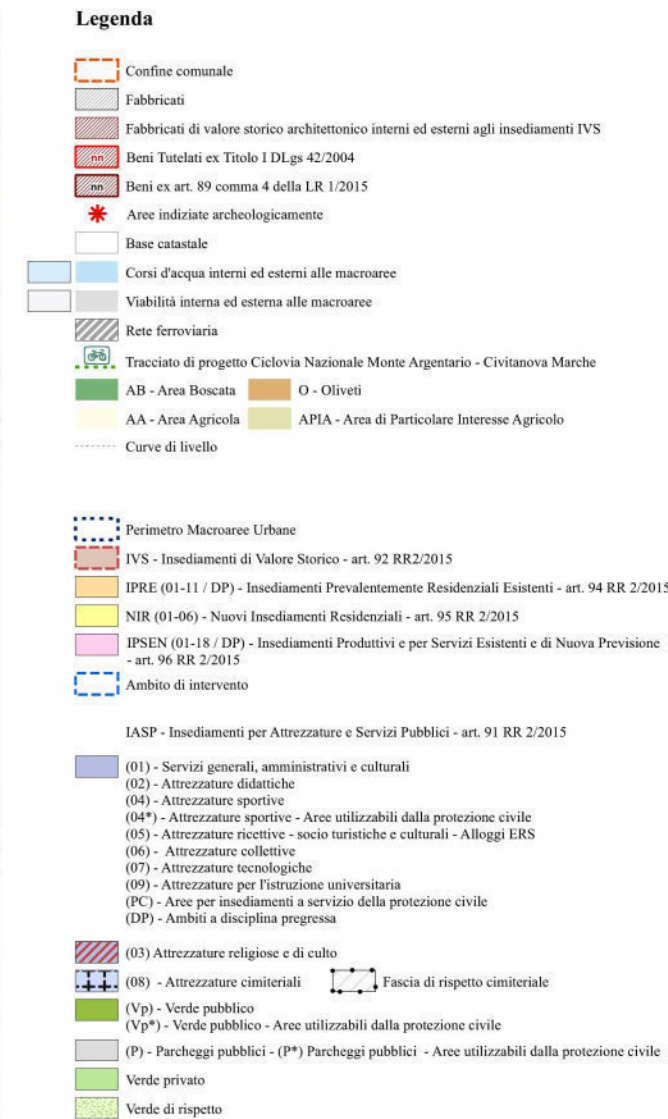 Legenda
Confine comunale
Fabbricati
Fabbricati di valore storico architettonico interni ed esterni agli insediamenti IVS
nn Beni Tutelati ex Titolo I DLgs 42/2004
nn Beni ex art. 89 comma 4 della LR 1/2015
Aree indiziate archeologicamente
Base catastale
Corsi d'acqua interni ed esterni alle macroaree
Viabilità interna ed esterna alle macroaree
Rete ferroviaria
Tracciato di progetto Ciclovia Nazionale Monte Argentario - Civitanova Marche
AB - Area Boscata O - Oliveti
AA - Area Agricola APIA - Area di Particolare Interesse Agricolo
Curve di livello
Perimetro Macroaree Urbane
IVS - Insediamenti di Valore Storico - art. 92 RR2/2015
IPRE (01-11 / DP) - Insediamenti Prevalentemente Residenziali Esistenti - art. 94 RR 2/2015
NIR (01-06) - Nuovi Insediamenti Residenziali - art. 95 RR 2/2015
IPSEN (01-18 / DP) - Insediamenti Produttivi e per Servizi Esistenti e di Nuova Previsione
- art. 96 RR 2/2015
Ambito di intervento
IASP - Insediamenti per Attrezzature e Servizi Pubblici - art. 91 RR 2/2015
(01) - Servizi generali, amministrativi e culturali
(02) - Attrezzature didattiche
(04) - Attrezzature sportive
(04*) - Attrezzature sportive - Aree utilizzabili dalla protezione civile
(05) - Attrezzature ricettive - socio turistiche e culturali - Alloggi ERS
(06) - Attrezzature collettive
(07) - Attrezzature tecnologiche
(09) - Attrezzature per l'istruzione universitaria
(PC) - Aree per insediamenti a servizio della protezione civile
(DP) - Ambiti a disciplina pregressa
(03) Attrezzature religiose e di culto
(08) - Attrezzature cimiteriali Fascia di rispetto cimiteriale
(Vp) - Verde pubblico
(Vp*) - Verde pubblico - Aree utilizzabili dalla protezione civile
(P) - Parcheggi pubblici - (P*) Parcheggi pubblici - Aree utilizzabili dalla protezione civile
Verde privato
Verde di rispetto